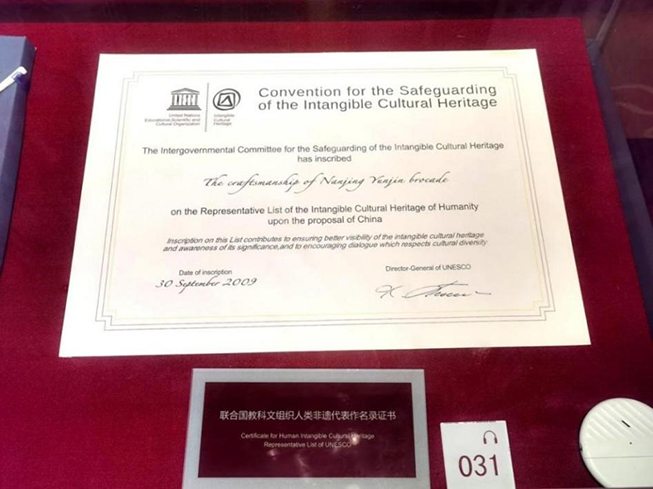 United Nations
Educational, Scientific and
Cultural Organization
Intangible
Cultural
Heritage
Convention for the Safeguarding
of the Intangible Cultural Heritage
The Intergovernmental Committee for the Safeguarding of the Intangible Cultural Heritage
has inscribed
The craftsmanship of Nanjing Yunjin brocade
on the Representative List of the Intangible Cultural Heritage of Humanity
upon the proposal of China
Inscription on this List contributes to ensuring better visibility of the intangible cultural heritage
and awareness of its significance,and to encouraging dialogue which respects cultural diversity
Date of inscription
30 September 2009
Director-General of UNESCO
联合国教科文组织人类非遗代表作名录证书
Certificate for Human Intangible Cultural Heritage
Representative List of UNESCO
031